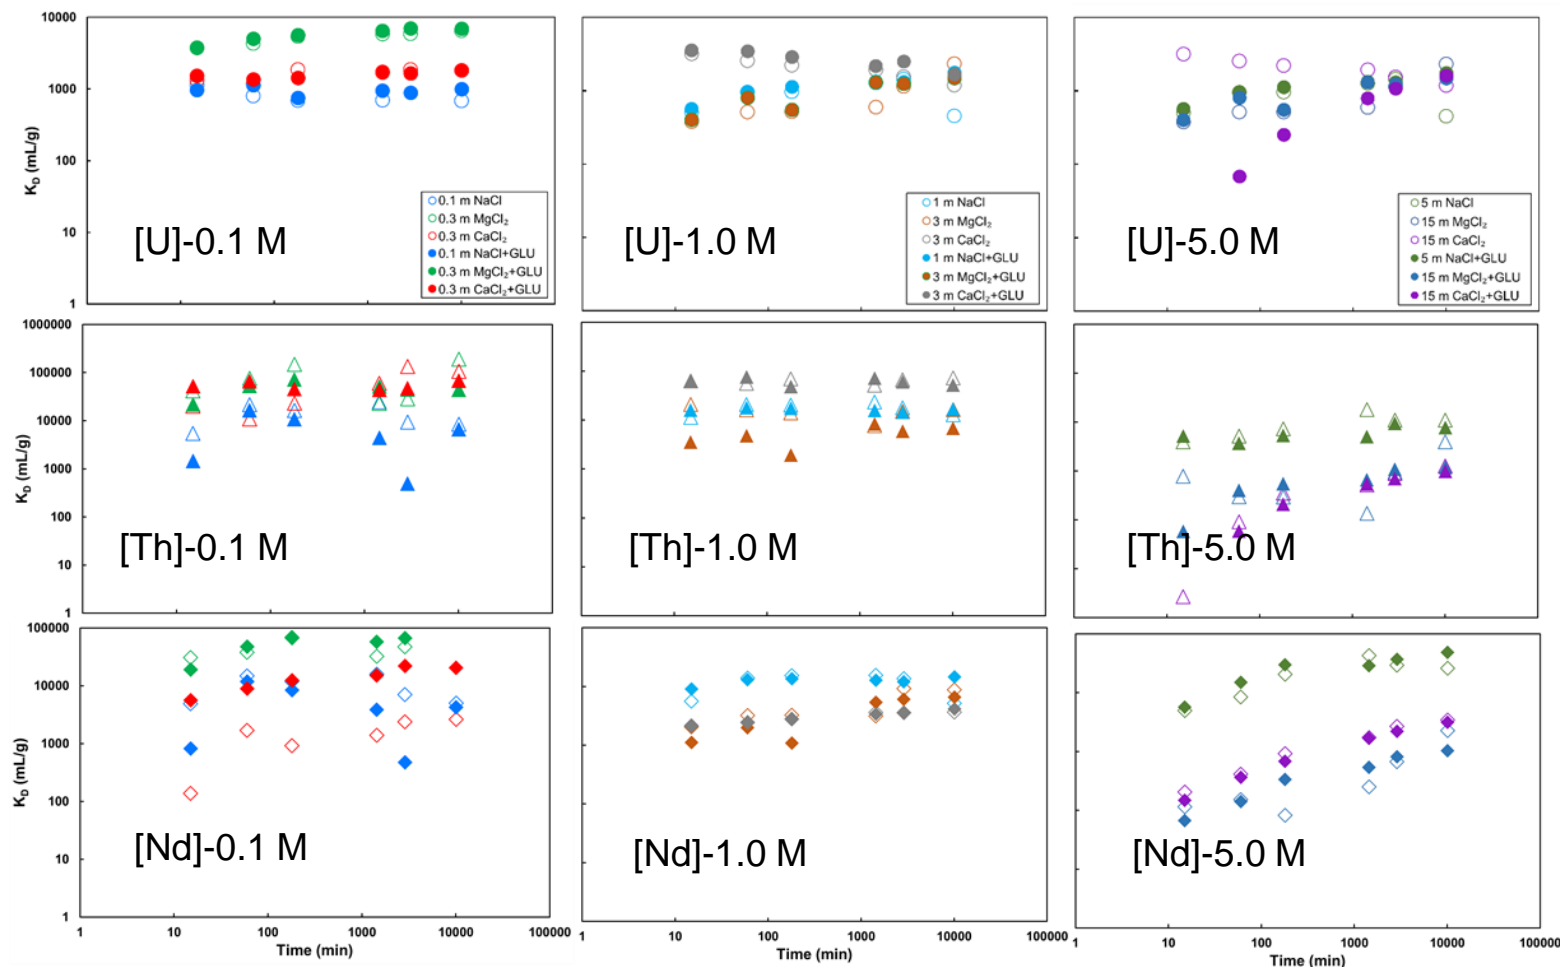 10000
1000
100
10
1
K_D (mL/g)
[U]-0.1 M
0.1 m NaCl
0.3 m MgCl₂
0.3 m CaCl₂
0.1 m NaCl+GLU
0.3 m MgCl₂+GLU
0.3 m CaCl₂+GLU
[U]-1.0 M
1 m NaCl
3 m MgCl₂
3 m CaCl₂
1 m NaCl+GLU
3 m MgCl₂+GLU
3 m CaCl₂+GLU
[U]-5.0 M
5 m NaCl
15 m MgCl₂
15 m CaCl₂
5 m NaCl+GLU
15 m MgCl₂+GLU
15 m CaCl₂+GLU
1000000
100000
10000
1000
100
10
1
K_D (mL/g)
[Th]-0.1 M
[Th]-1.0 M
[Th]-5.0 M
100000
10000
1000
100
10
1
K_D (mL/g)
[Nd]-0.1 M
[Nd]-1.0 M
[Nd]-5.0 M
1 10 100 1000 10000 100000
Time (min)
10 100 1000 10000 100000
Time (min)
1 10 100 1000 10000 100000
Time (min)